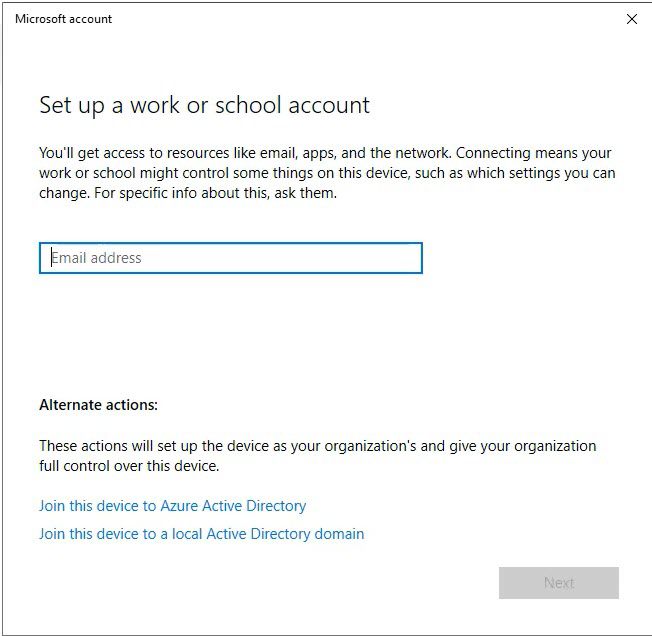 Microsoft account
Set up a work or school account
You'll get access to resources like email, apps, and the network. Connecting means your
work or school might control some things on this device, such as which settings you can
change. For specific info about this, ask them.
Email address
Alternate actions:
These actions will set up the device as your organization's and give your organization
full control over this device.
Join this device to Azure Active Directory
Join this device to a local Active Directory domain
Next